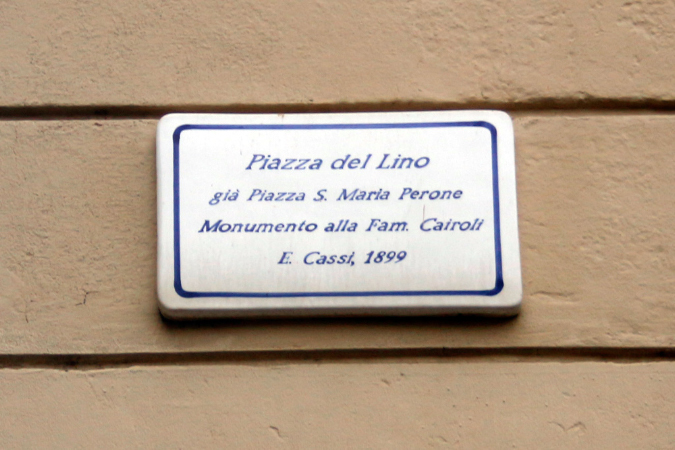 Piazza del Lino
già Piazza S. Maria Perone
Monumento alla Fam. Cairoli
E. Cassi, 1899